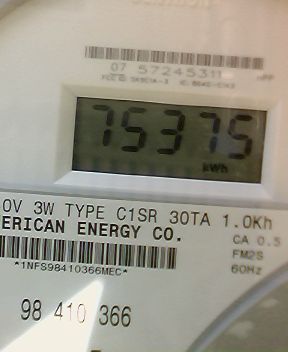 07 57245311
75375
kWh
0V 3W TYPE C1SR 30TA 1.0Kh
ERICAN ENERGY CO.
CA 0.5
FM2S
60Hz
*1NFS98410366MEC*
98 410 366